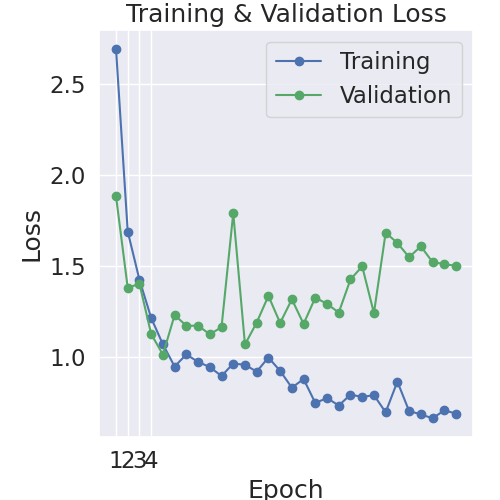 Training & Validation Loss
Training
Validation
2.5
2.0
1.5
1.0
Loss
1234
Epoch